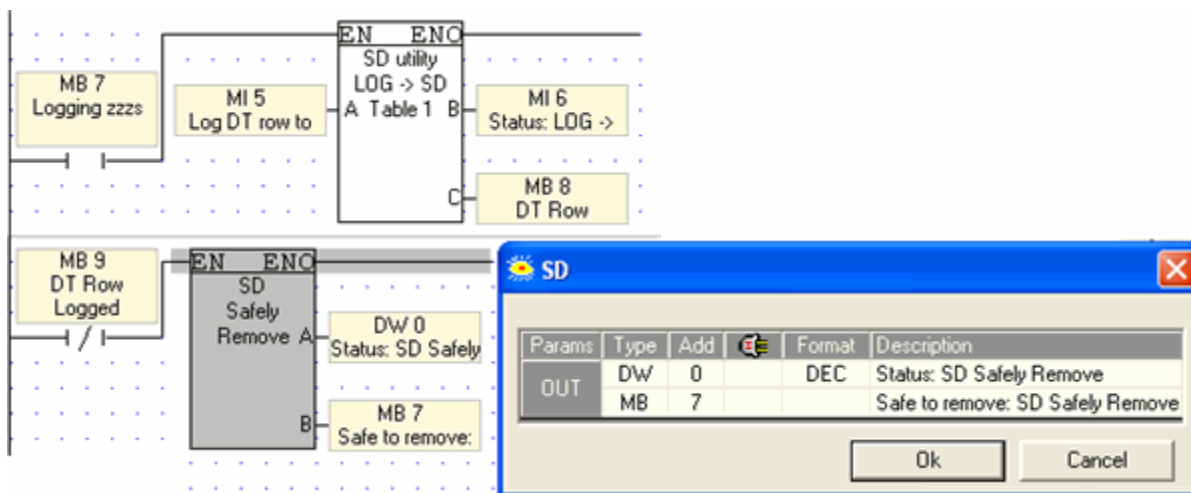 EN ENO
SD utility
LOG -> SD
A Table 1 B
C
MB 7
Logging zzzs
MI 5
Log DT row to
MI 6
Status: LOG ->
MB 8
DT Row
MB 9
DT Row
Logged
EN ENO
SD
Safely
Remove A
B
DW 0
Status: SD Safely
MB 7
Safe to remove:
SD
Params Type Add Format Description
OUT DW 0 DEC Status: SD Safely Remove
MB 7 Safe to remove: SD Safely Remove
Ok Cancel